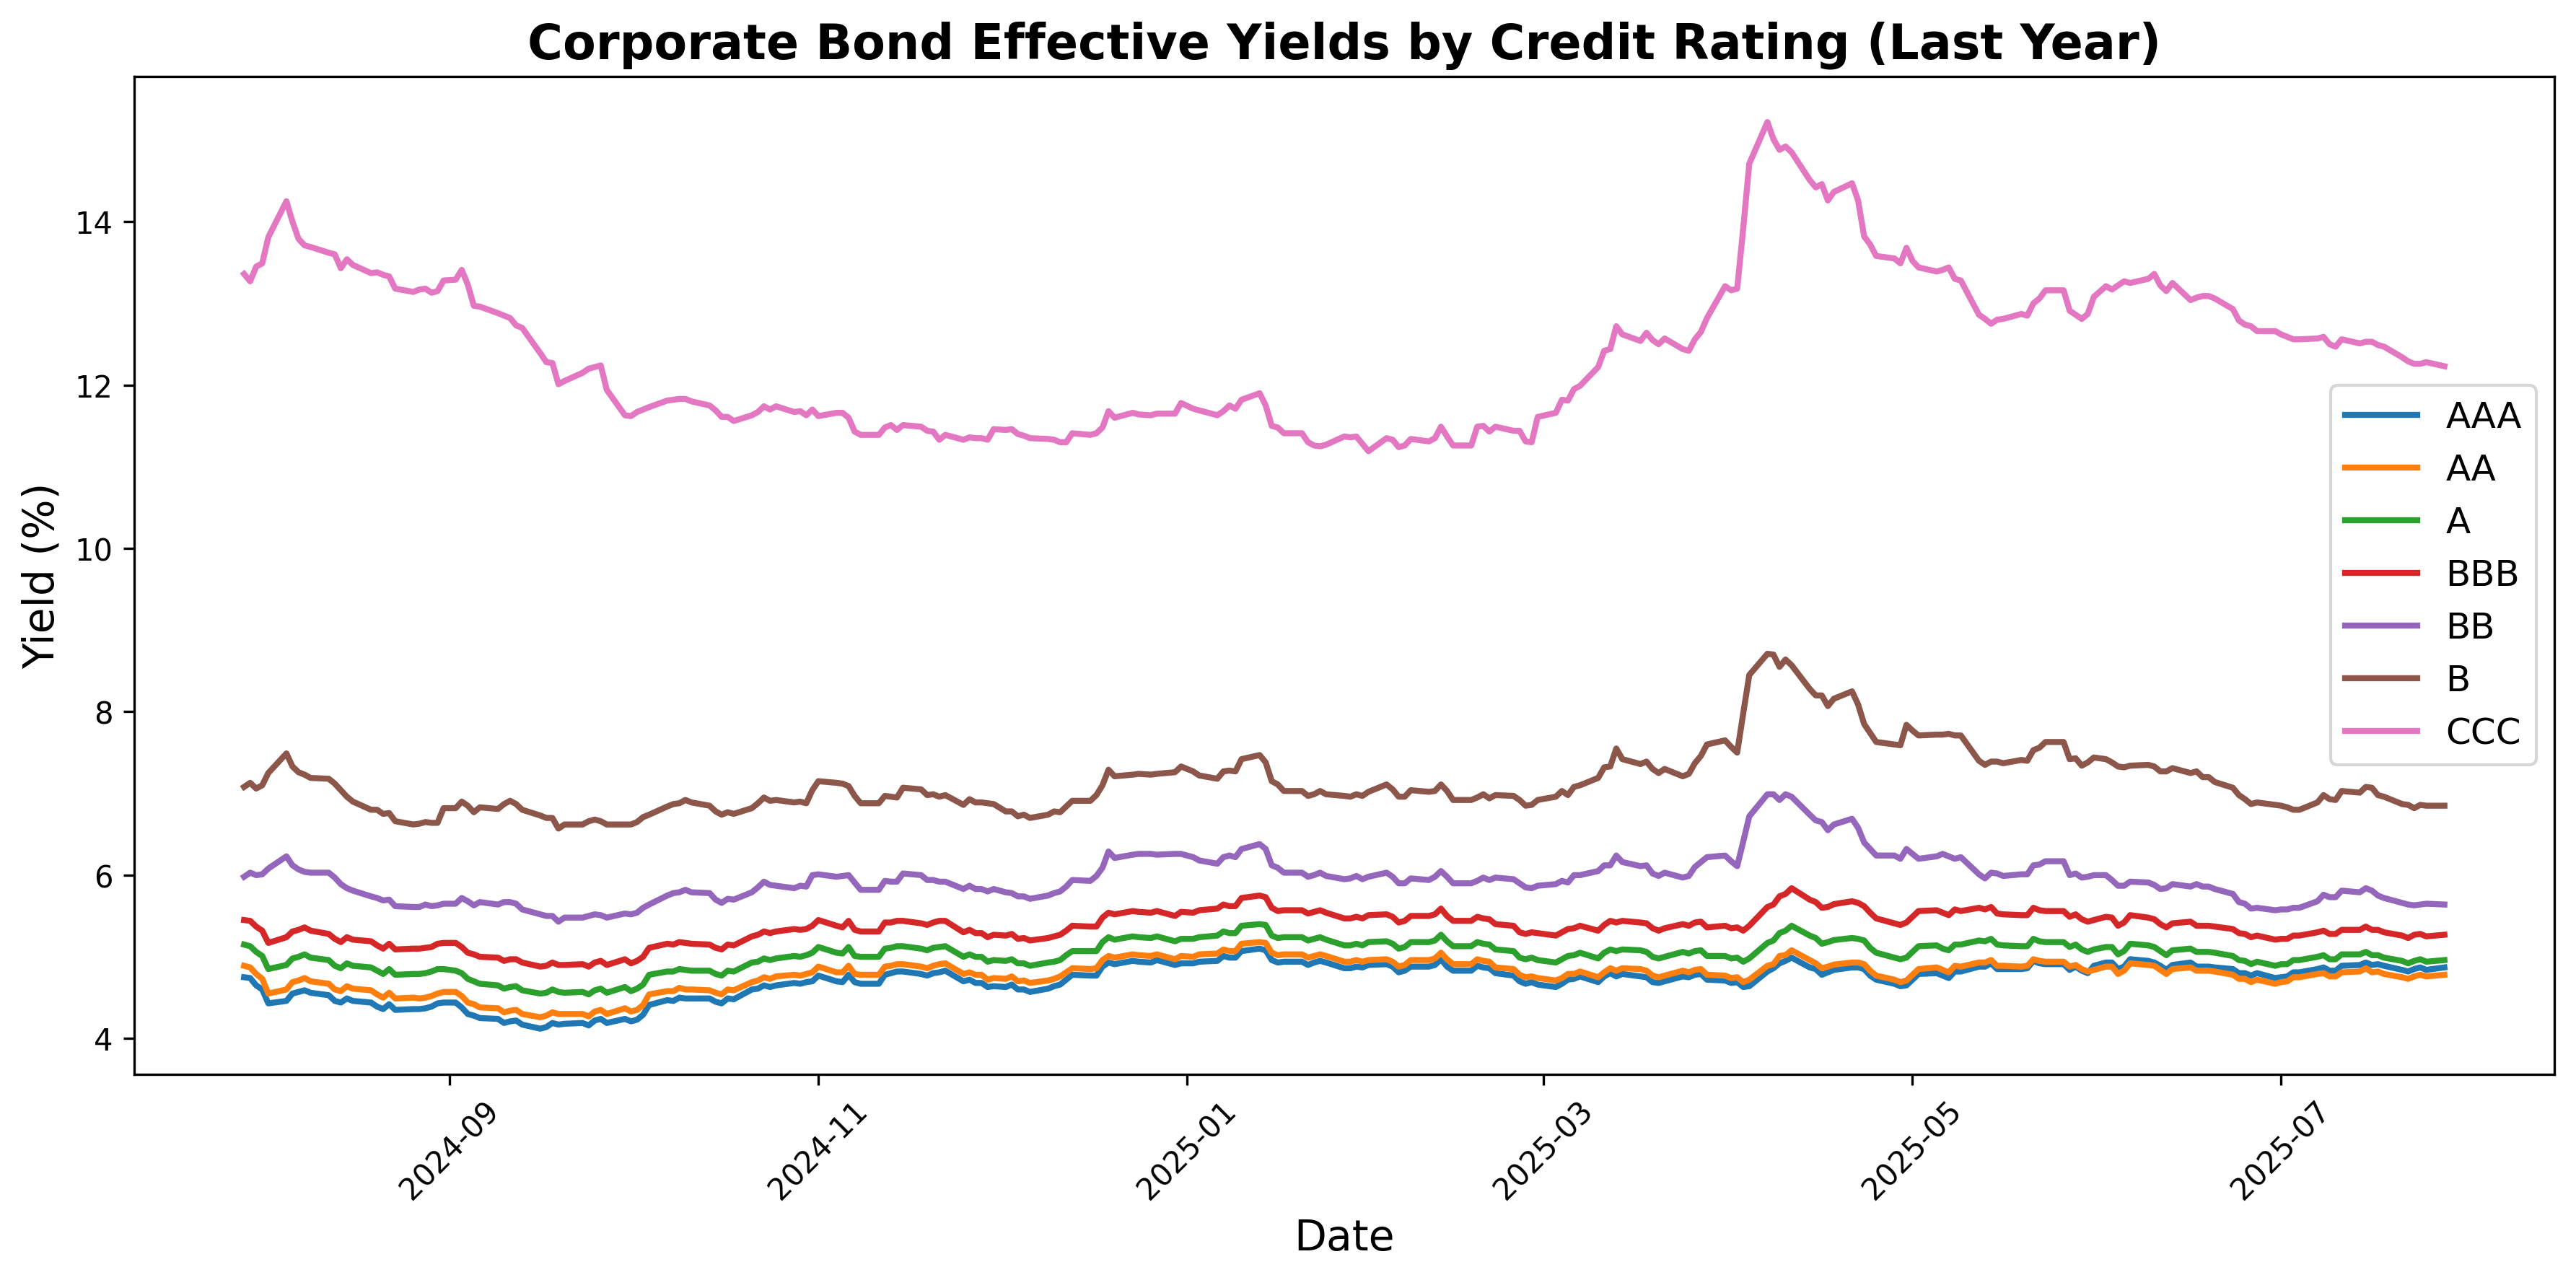 Corporate Bond Effective Yields by Credit Rating (Last Year)
Yield (%)
14
12
10
8
6
4
AAA
AA
A
BBB
BB
B
CCC
2024-09
2024-11
2025-01
2025-03
2025-05
2025-07
Date